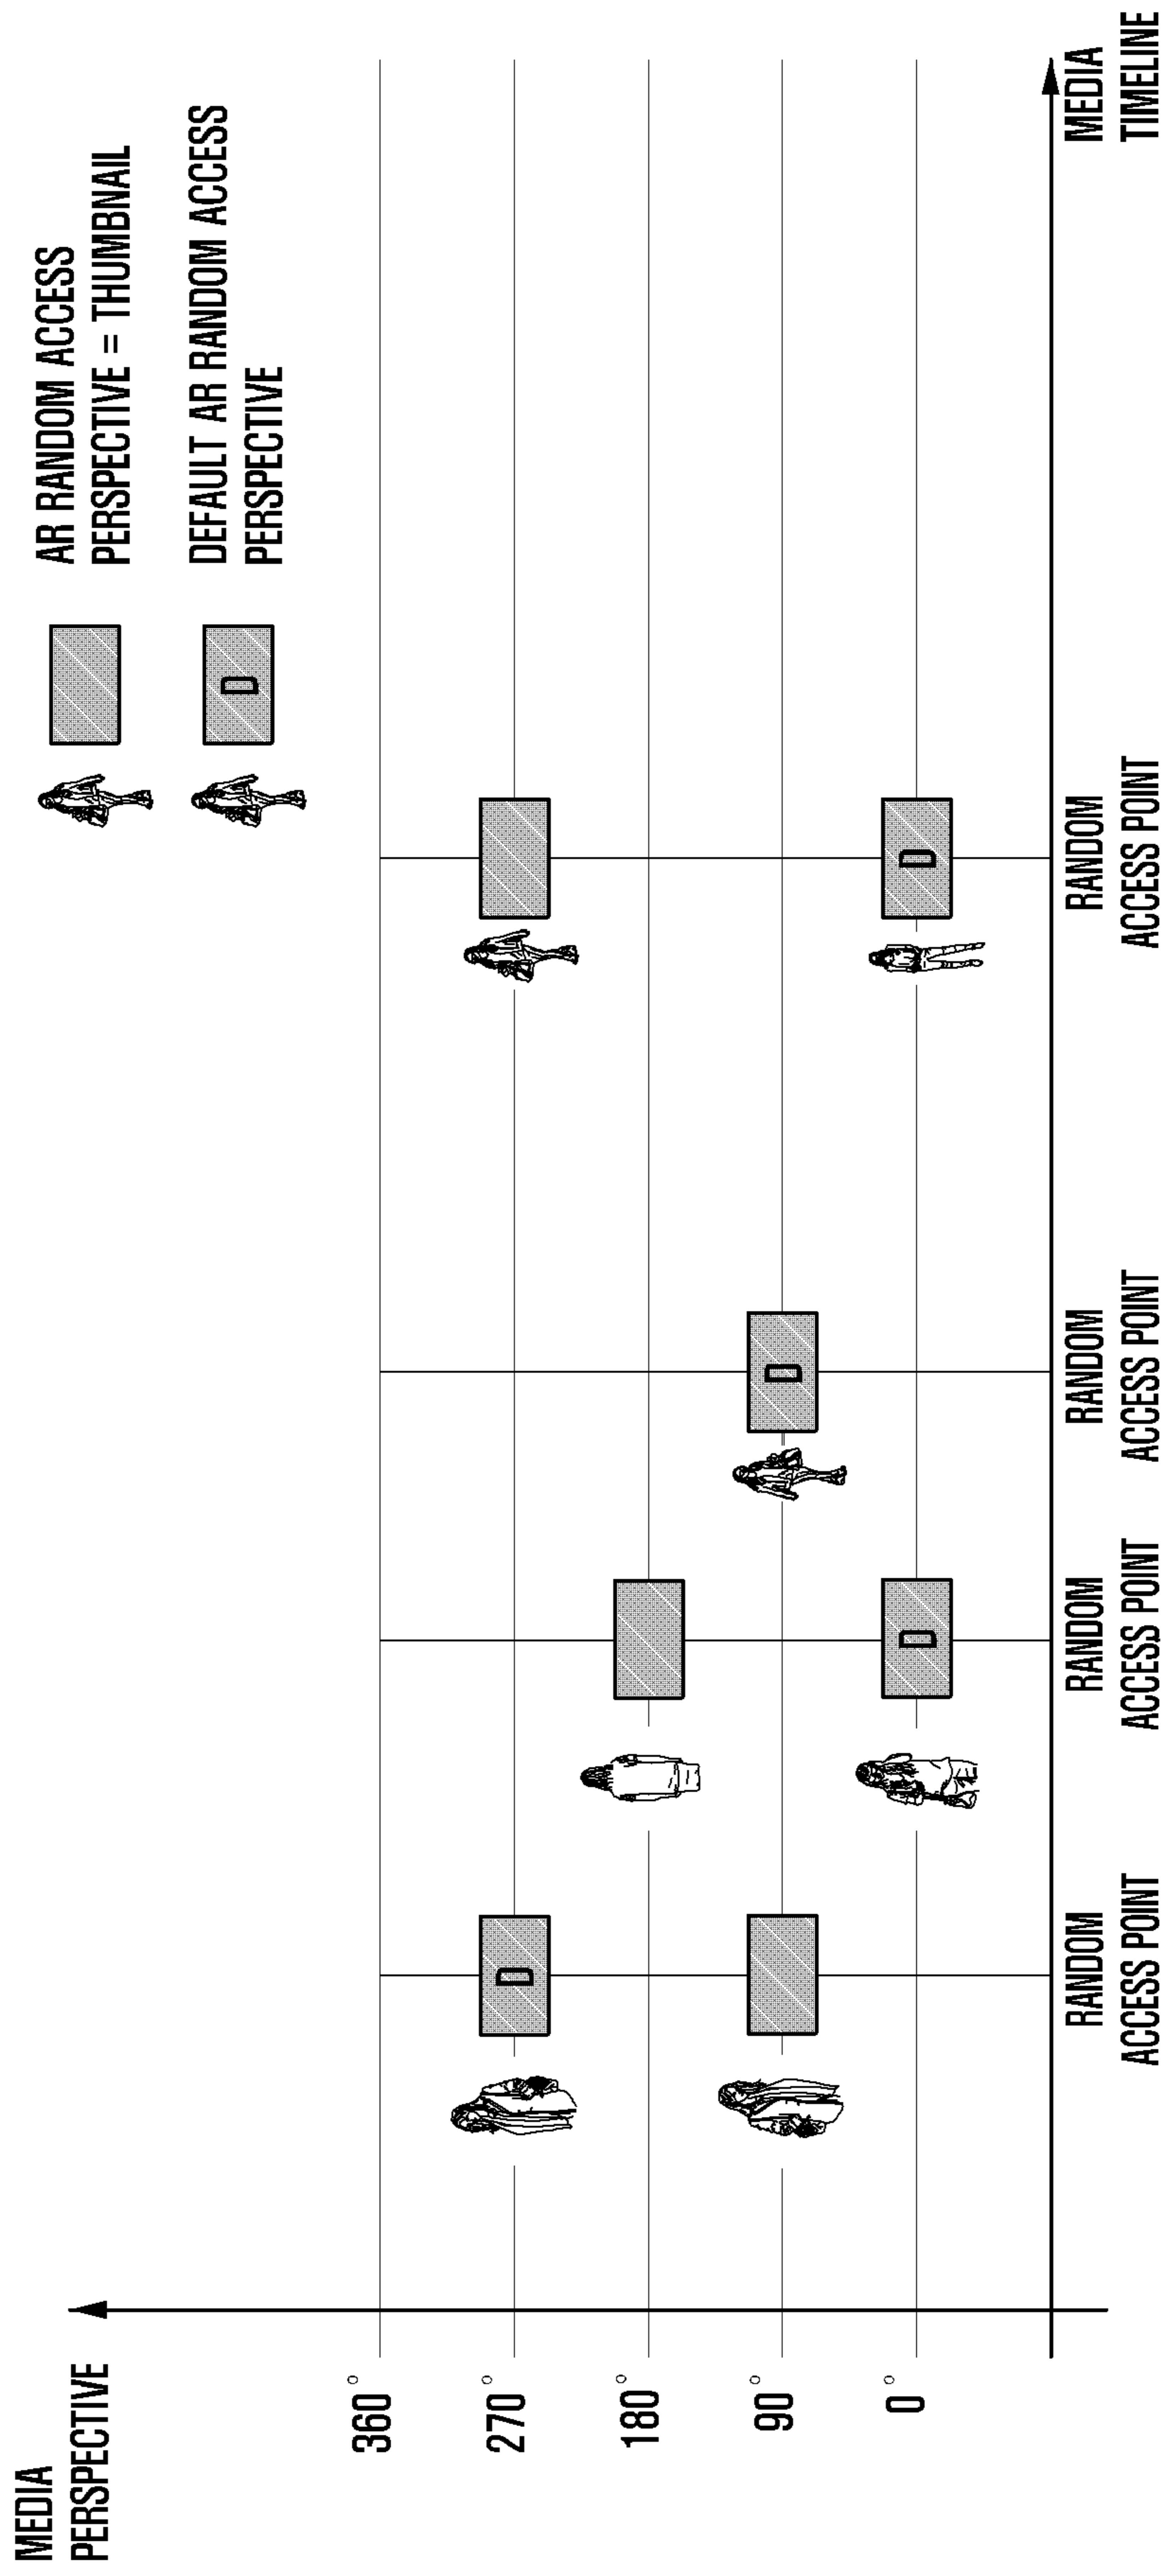 MEDIA
PERSPECTIVE
AR RANDOM ACCESS
PERSPECTIVE = THUMBNAIL
D
DEFAULT AR RANDOM ACCESS
PERSPECTIVE
360°
270°
D
180°
90°
D
0°
D
D
RANDOM
ACCESS POINT
RANDOM
ACCESS POINT
RANDOM
ACCESS POINT
RANDOM
ACCESS POINT
MEDIA
TIMELINE